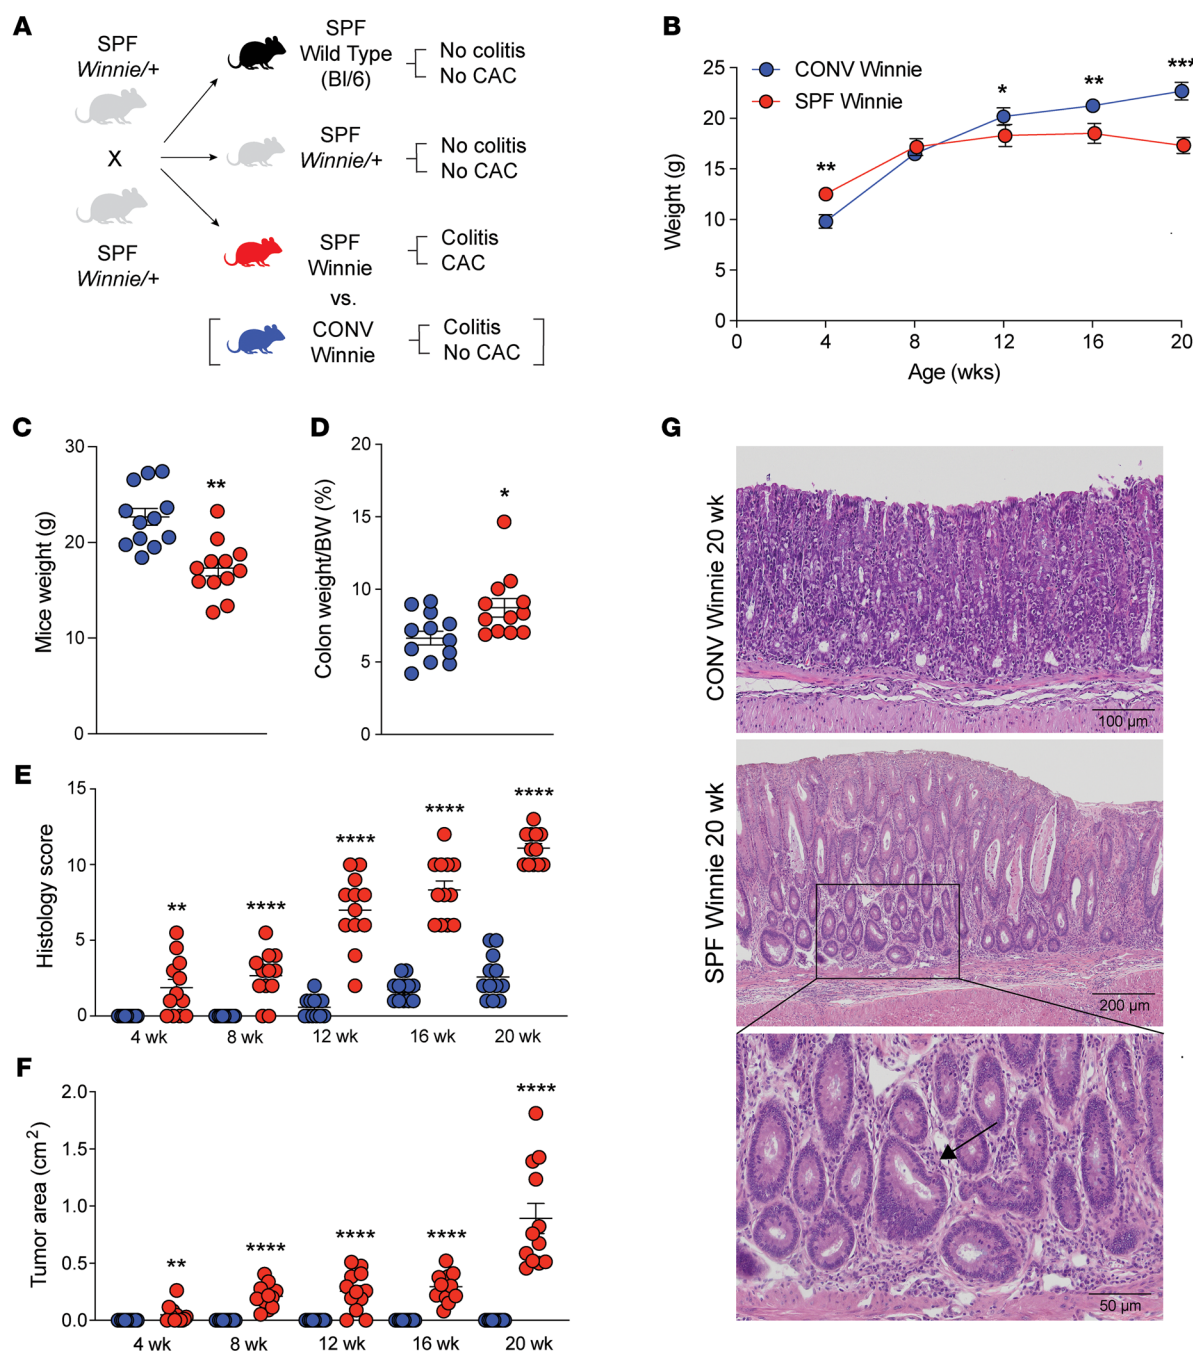 A
SPF
Winnie/+
X
SPF
Winnie/+
SPF
Wild Type
(Bl/6)
No colitis
No CAC
SPF
Winnie/+
No colitis
No CAC
SPF
Winnie
Colitis
CAC
vs.
CONV
Winnie
Colitis
No CAC
B
CONV Winnie
SPF Winnie
Weight (g)
25
20
15
10
5
0
**
*
**
***
0 4 8 12 16 20
Age (wks)
C
Mice weight (g)
30
20
10
0
**
D
Colon weight/BW (%)
20
15
10
5
0
*
E
Histology score
15
10
5
0
**
****
****
****
****
4 wk 8 wk 12 wk 16 wk 20 wk
F
Tumor area (cm2)
2.0
1.5
1.0
0.5
0.0
**
****
****
****
****
4 wk 8 wk 12 wk 16 wk 20 wk
G
CONV Winnie 20 wk
100 µm
SPF Winnie 20 wk
200 µm
50 µm